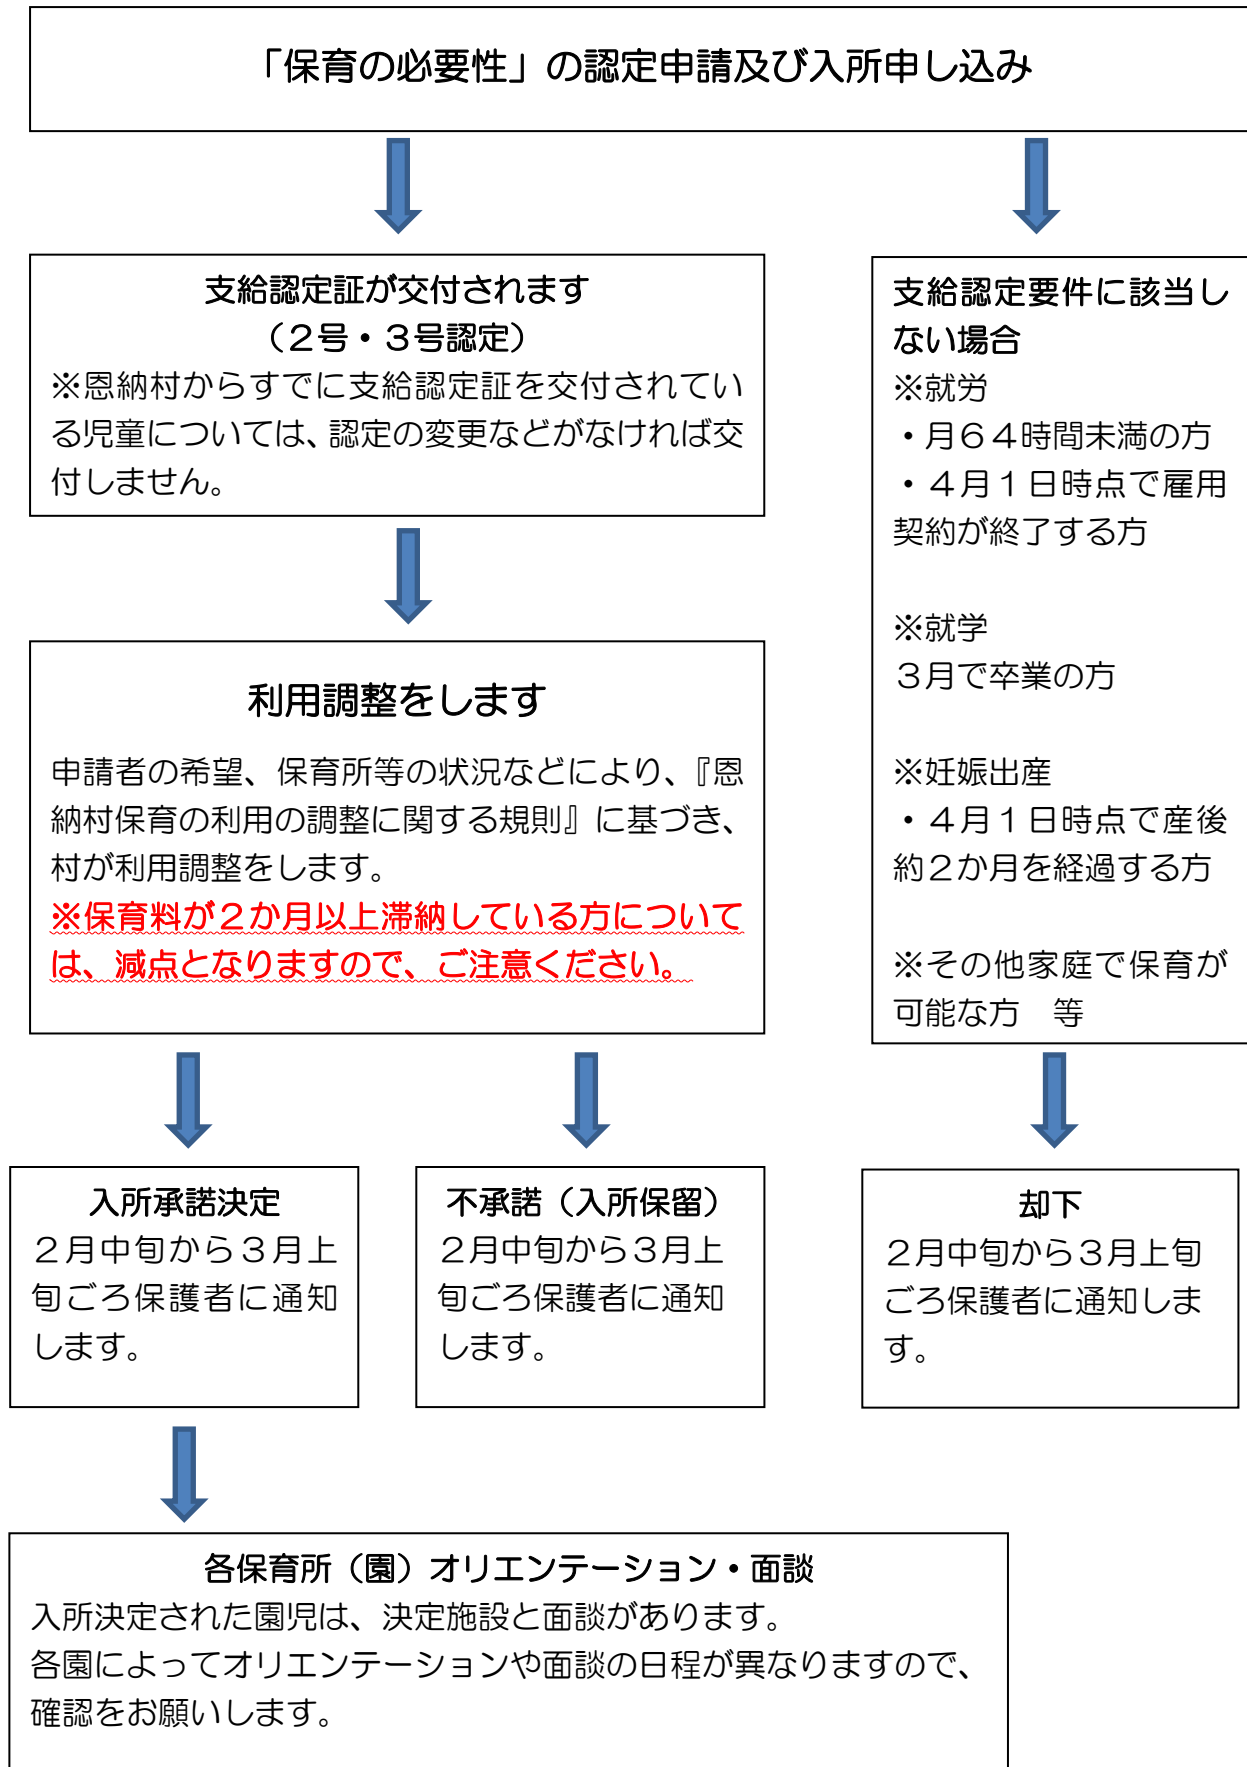 「保育の必要性」の認定申請及び入所申し込み
支給認定証が交付されます
（２号・３号認定）
※恩納村からすでに支給認定証を交付されてい
る児童については、認定の変更などがなければ交
付しません。
支給認定要件に該当し
ない場合
※就労
・月６４時間未満の方
・４月１日時点で雇用
契約が終了する方
※就学
３月で卒業の方
※妊娠出産
・４月１日時点で産後
約２か月を経過する方
※その他家庭で保育が
可能な方　等
利用調整をします
申請者の希望、保育所等の状況などにより、『恩
納村保育の利用の調整に関する規則』に基づき、
村が利用調整をします。
※保育料が２か月以上滞納している方について
は、減点となりますので、ご注意ください。
入所承諾決定
２月中旬から３月上
旬ごろ保護者に通知
します。
不承諾（入所保留）
２月中旬から３月上
旬ごろ保護者に通知
します。
却下
２月中旬から３月上旬
ごろ保護者に通知しま
す。
各保育所（園）オリエンテーション・面談
入所決定された園児は、決定施設と面談があります。
各園によってオリエンテーションや面談の日程が異なりますので、
確認をお願いします。